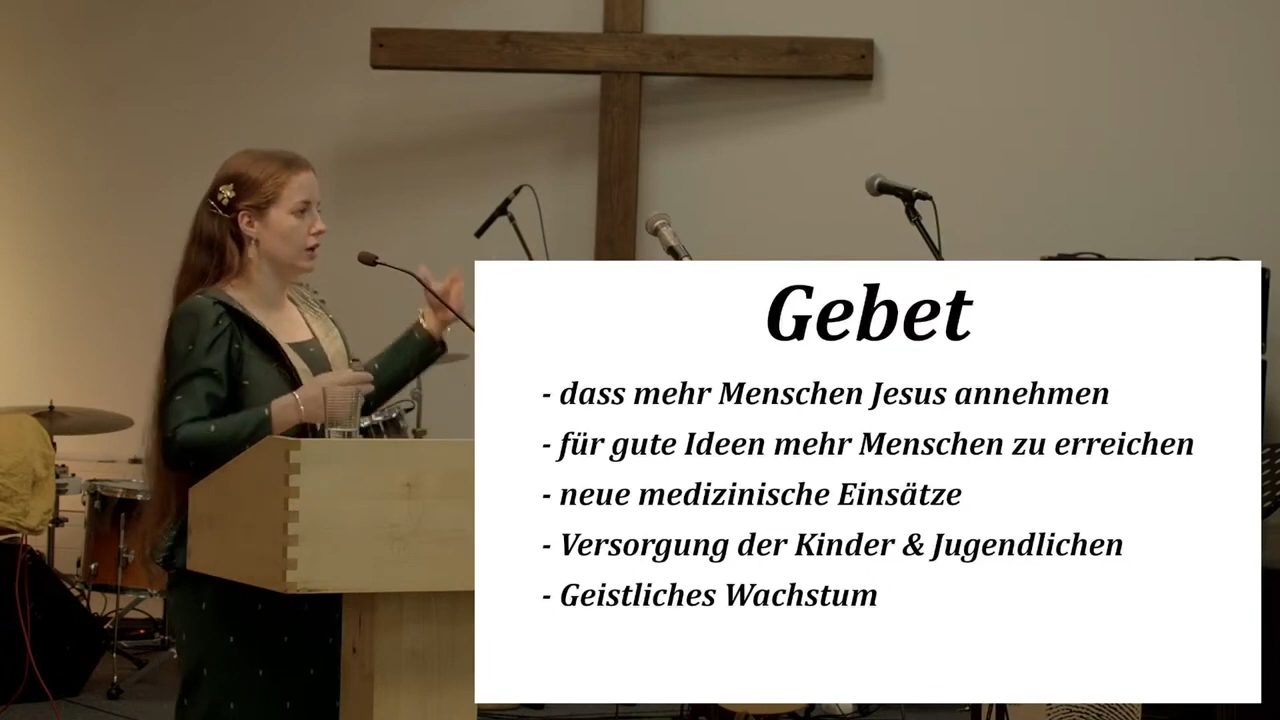 Gebet
- dass mehr Menschen Jesus annehmen
- für gute Ideen mehr Menschen zu erreichen
- neue medizinische Einsätze
- Versorgung der Kinder & Jugendlichen
- Geistliches Wachstum